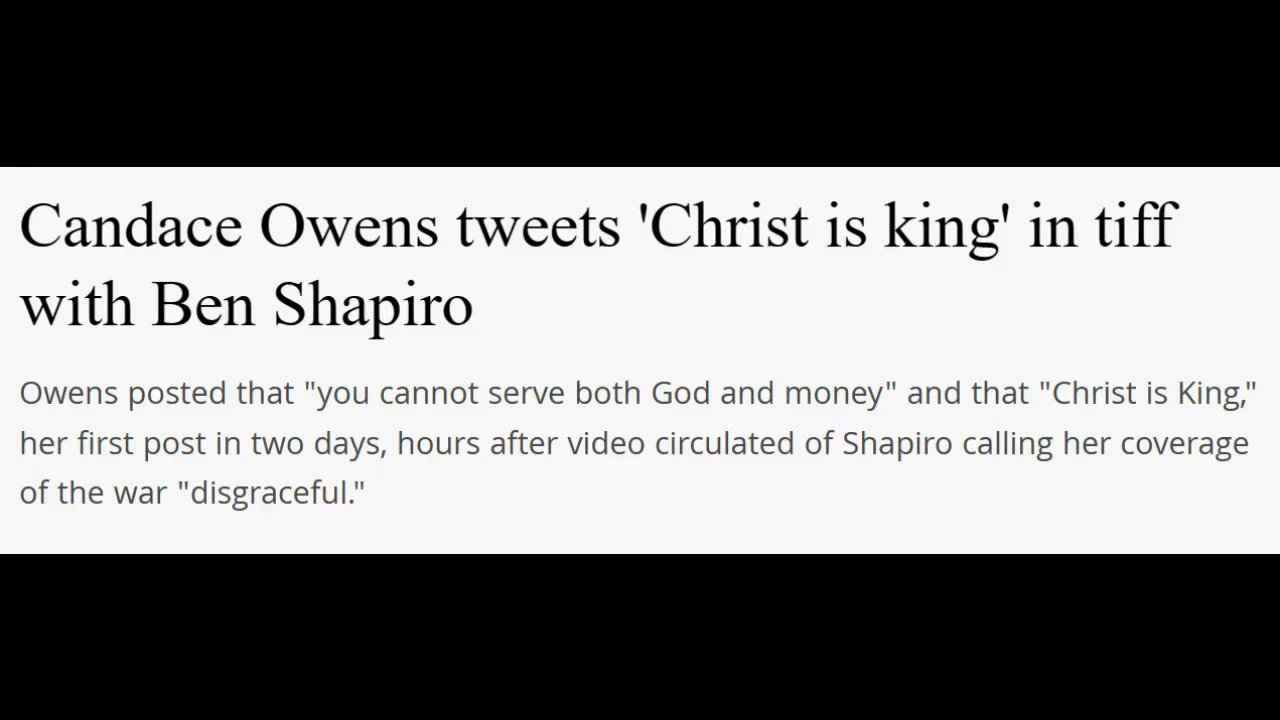 Candace Owens tweets 'Christ is king' in tiff
with Ben Shapiro
Owens posted that "you cannot serve both God and money" and that "Christ is King,"
her first post in two days, hours after video circulated of Shapiro calling her coverage
of the war "disgraceful."